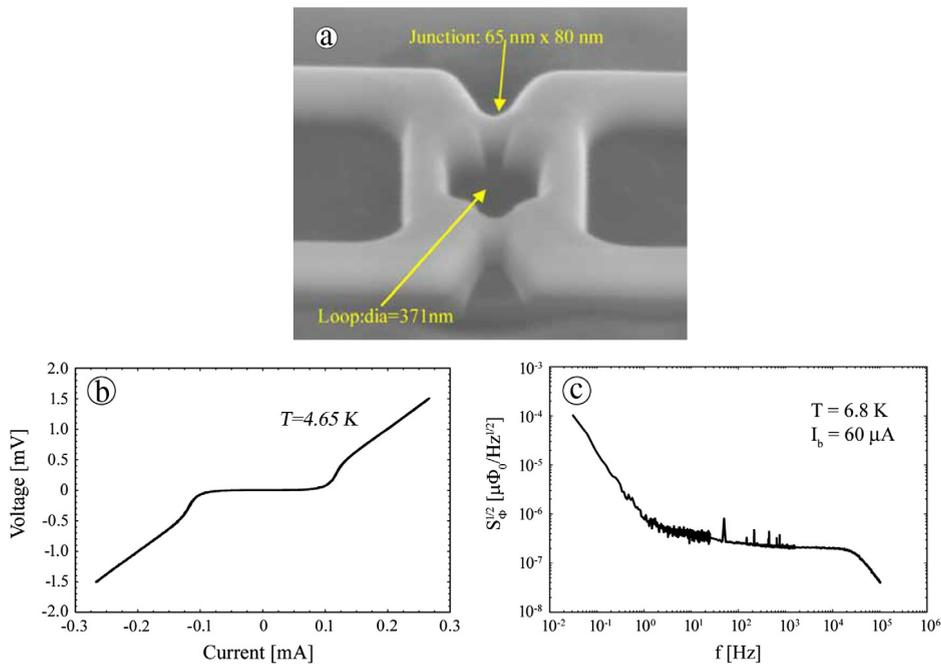 a
Junction: 65 nm x 80 nm
Loop:dia=371nm
b
T=4.65 K
Voltage [mV]
2.0
1.5
1.0
0.5
0
-0.5
-1.0
-1.5
-2.0
-0.3
-0.2
-0.1
0
0.1
0.2
0.3
Current [mA]
c
T = 6.8 K
I_b = 60 μA
S_Φ^1/2 [μΦ_0/Hz^1/2]
10^-3
10^-4
10^-5
10^-6
10^-7
10^-8
10^-2
10^-1
10^0
10^1
10^2
10^3
10^4
10^5
10^6
f [Hz]